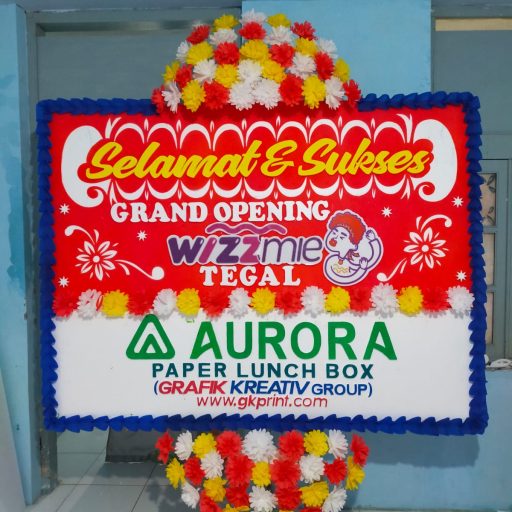 Selamat & Sukses
GRAND OPENING
wizzmie
TEGAL
AURORA
PAPER LUNCH BOX
(GRAFIK KREATIV GROUP)
www.gkprint.com